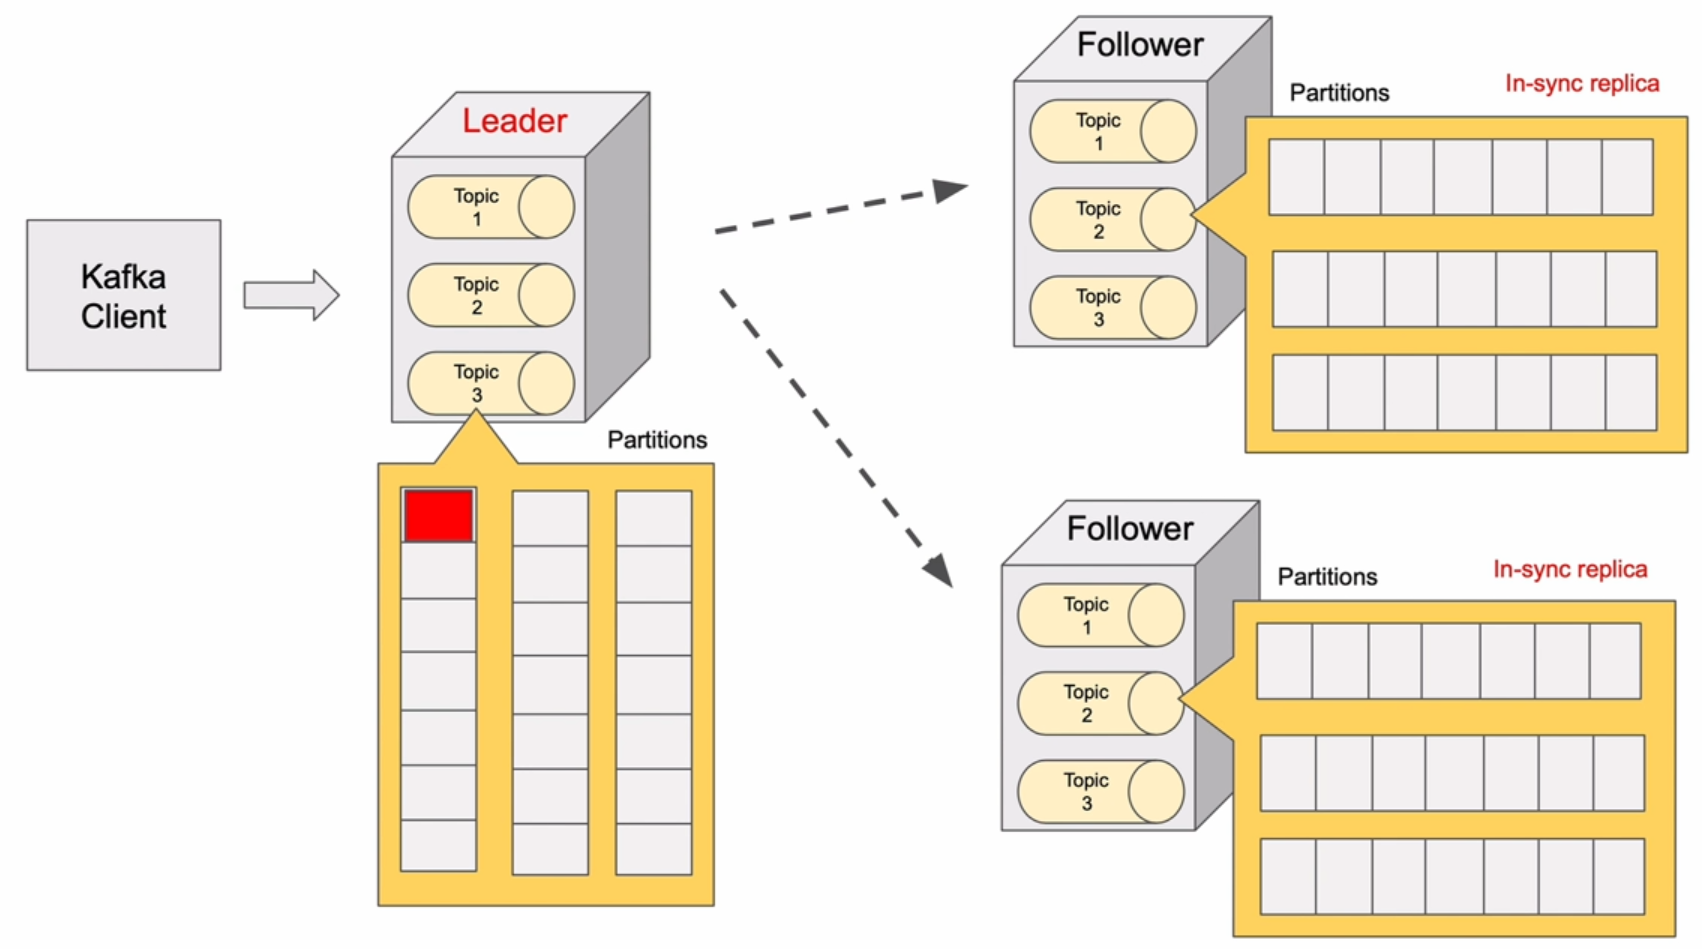 Kafka
Client
Leader
Topic
1
Topic
2
Topic
3
Partitions
Follower
Topic
1
Topic
2
Topic
3
Partitions
In-sync replica
Follower
Topic
1
Topic
2
Topic
3
Partitions
In-sync replica